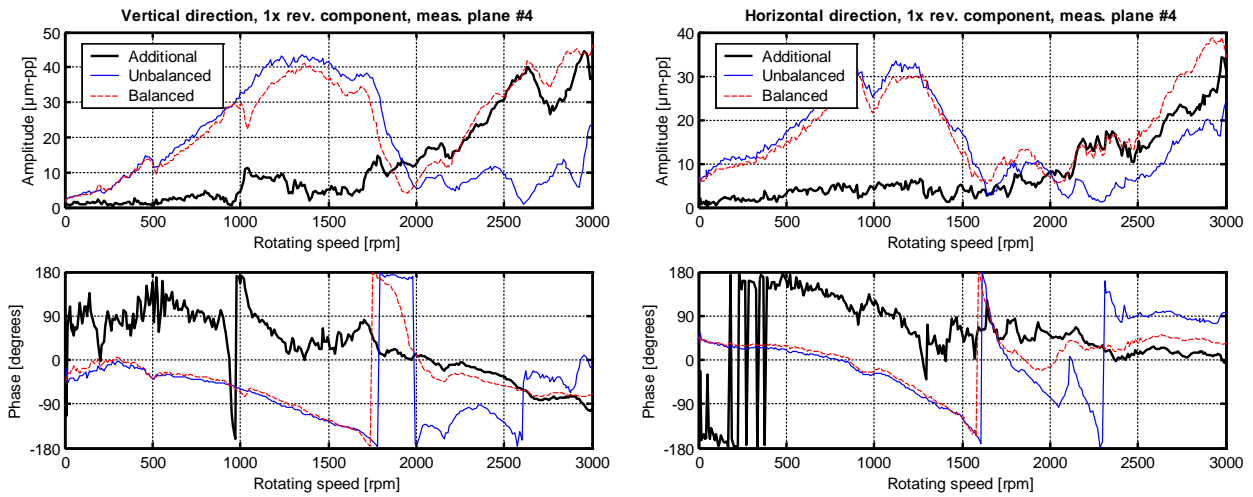 Vertical direction, 1x rev. component, meas. plane #4
50
40
30
20
10
0
Amplitude [µm-pp]
Additional
Unbalanced
Balanced
0 500 1000 1500 2000 2500 3000
Rotating speed [rpm]
180
90
0
-90
-180
Phase [degrees]
0 500 1000 1500 2000 2500 3000
Rotating speed [rpm]
Horizontal direction, 1x rev. component, meas. plane #4
40
30
20
10
0
Amplitude [µm-pp]
Additional
Unbalanced
Balanced
0 500 1000 1500 2000 2500 3000
Rotating speed [rpm]
180
90
0
-90
-180
Phase [degrees]
0 500 1000 1500 2000 2500 3000
Rotating speed [rpm]